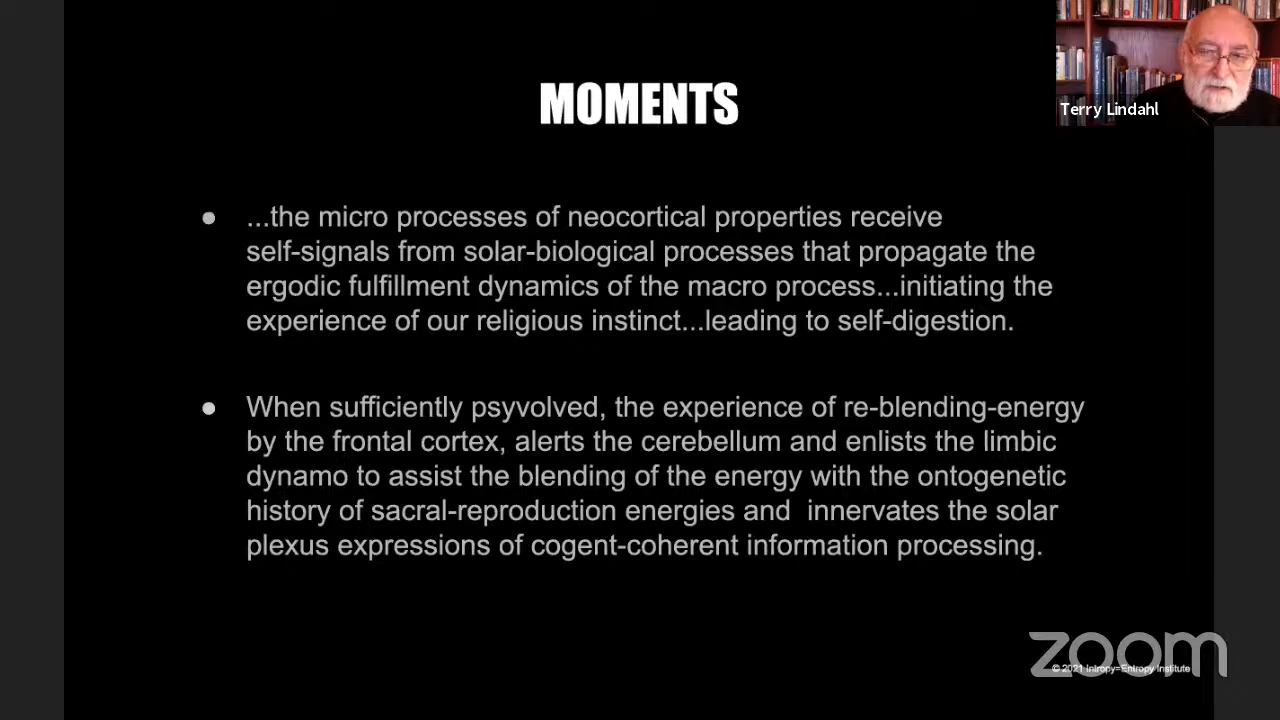 MOMENTS
Terry Lindahl
● ...the micro processes of neocortical properties receive
self-signals from solar-biological processes that propagate the
ergodic fulfillment dynamics of the macro process...initiating the
experience of our religious instinct...leading to self-digestion.
● When sufficiently psyvolved, the experience of re-blending-energy
by the frontal cortex, alerts the cerebellum and enlists the limbic
dynamo to assist the blending of the energy with the ontogenetic
history of sacral-reproduction energies and  innervates the solar
plexus expressions of cogent-coherent information processing.
zoom
© 2021 Intropy=Entropy Institute